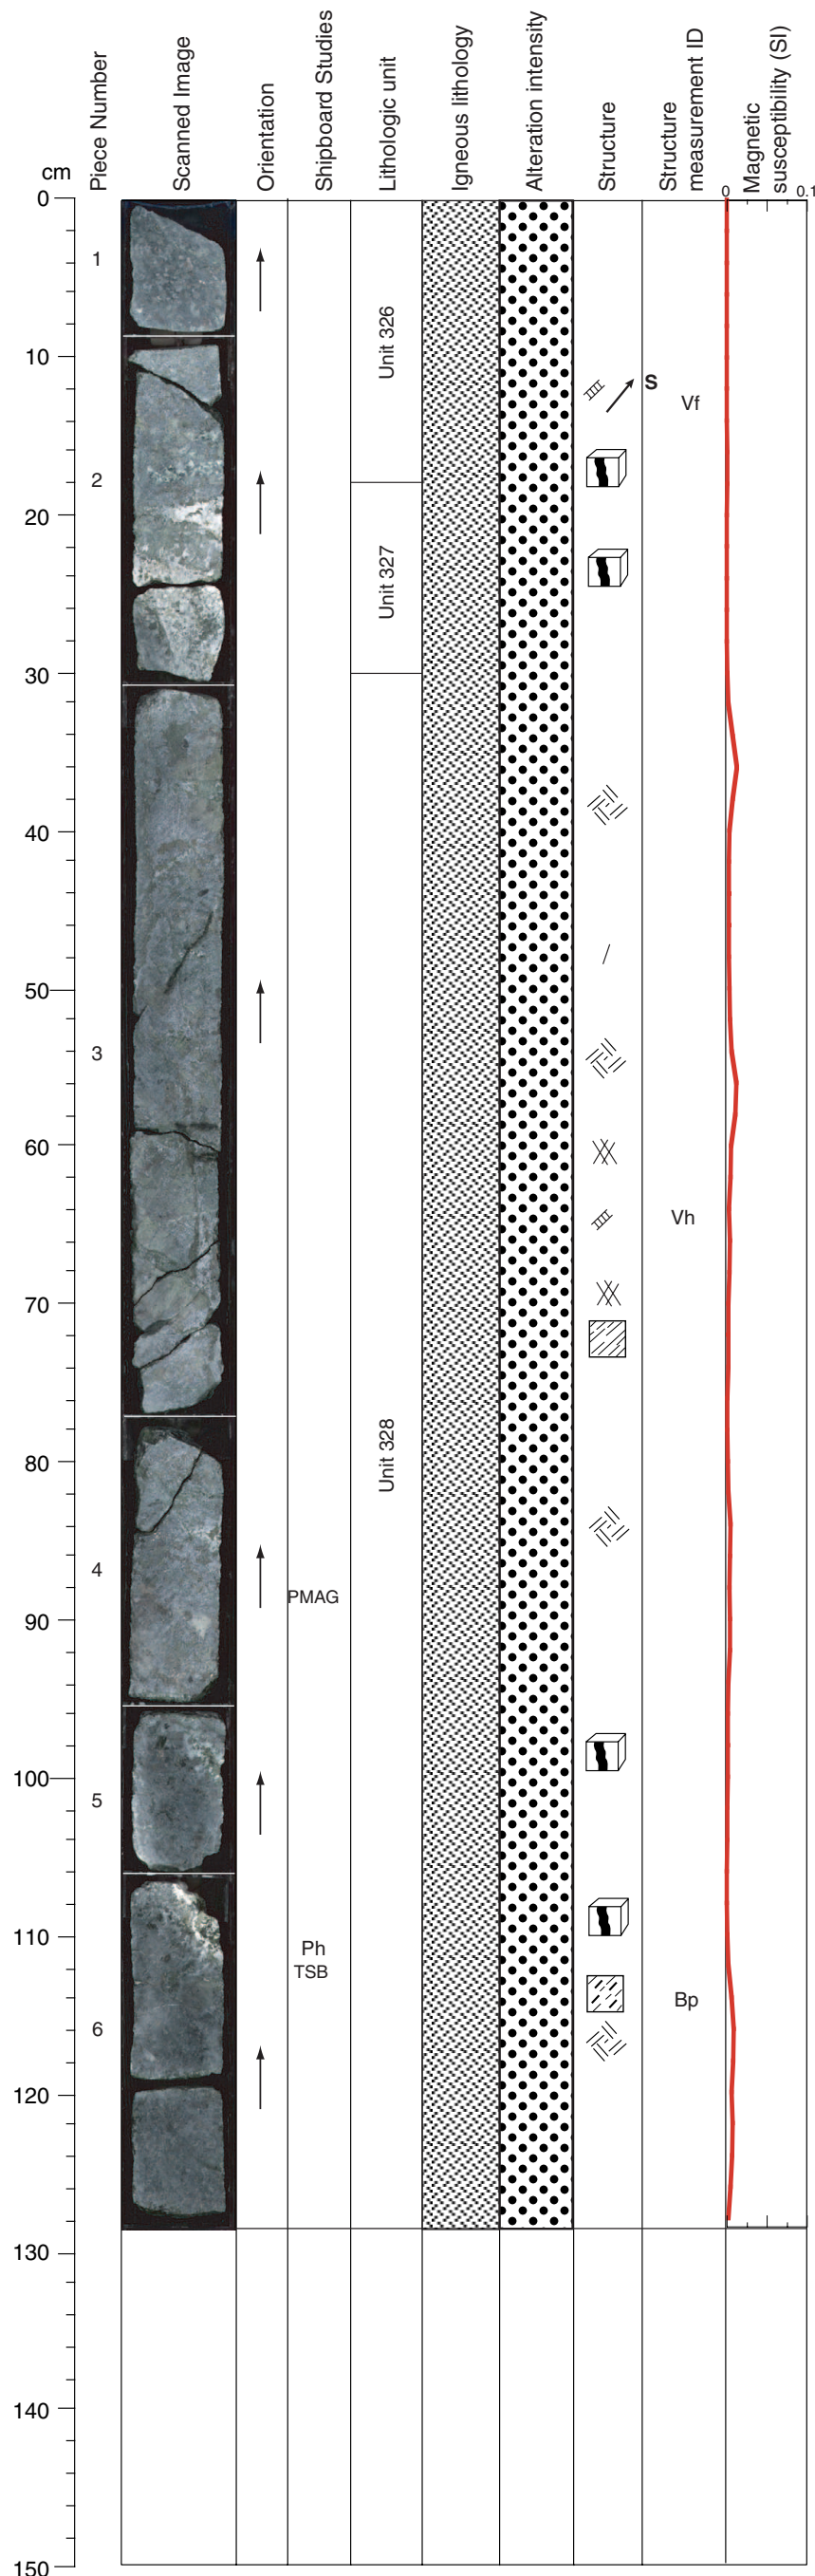 cm
Piece Number
Scanned Image
Orientation
Shipboard Studies
Lithologic unit
Igneous lithology
Alteration intensity
Structure
Structure
measurement ID
Magnetic
susceptibility (SI)
0 0.1
0
1
Unit 326
10
S
Vf
2
20
Unit 327
30
40
50
3
60
Vh
70
Unit 328
80
4
PMAG
90
100
5
110
Ph
TSB
Bp
6
120
130
140
150